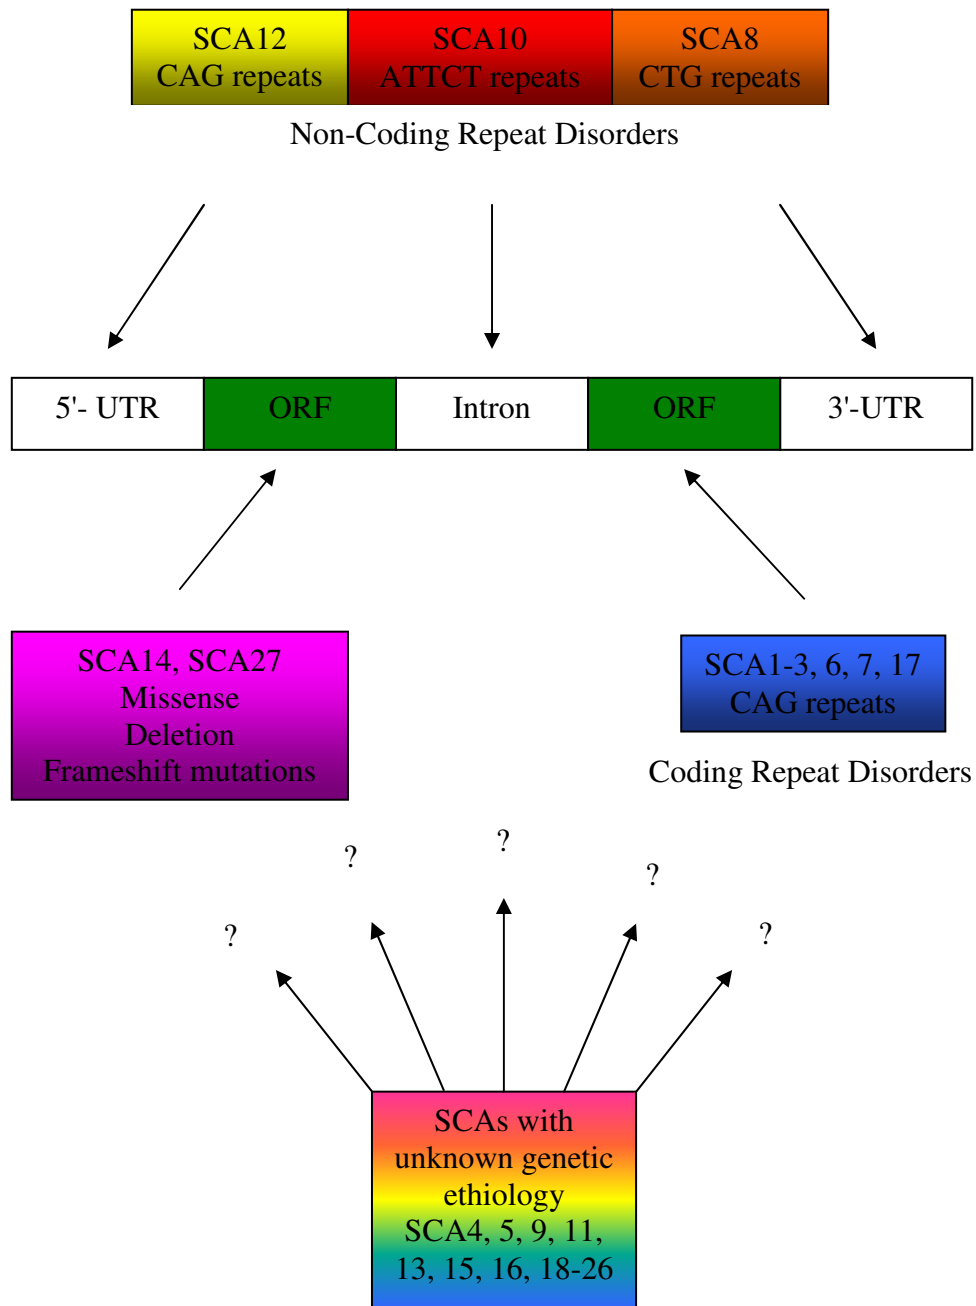 SCA12
CAG repeats
SCA10
ATTCT repeats
SCA8
CTG repeats
Non-Coding Repeat Disorders
5'- UTR
ORF
Intron
ORF
3'-UTR
SCA14, SCA27
Missense
Deletion
Frameshift mutations
SCA1-3, 6, 7, 17
CAG repeats
Coding Repeat Disorders
?
?
?
?
?
SCAs with
unknown genetic
ethiology
SCA4, 5, 9, 11,
13, 15, 16, 18-26